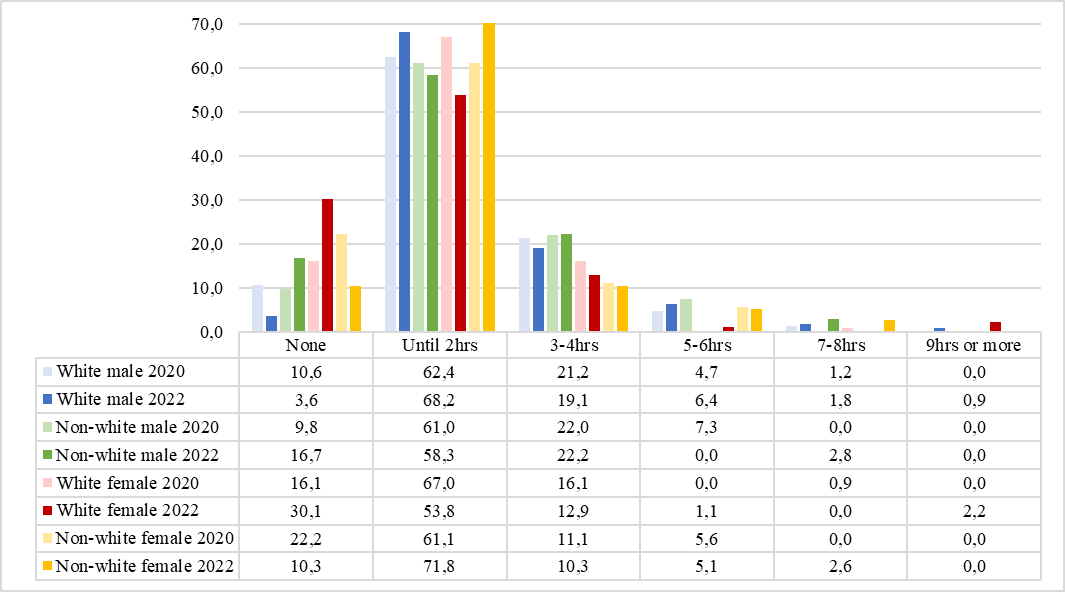 70,0
60,0
50,0
40,0
30,0
20,0
10,0
0,0
None Until 2hrs 3-4hrs 5-6hrs 7-8hrs 9hrs or more
White male 2020 10,6 62,4 21,2 4,7 1,2 0,0
White male 2022 3,6 68,2 19,1 6,4 1,8 0,9
Non-white male 2020 9,8 61,0 22,0 7,3 0,0 0,0
Non-white male 2022 16,7 58,3 22,2 0,0 2,8 0,0
White female 2020 16,1 67,0 16,1 0,0 0,9 0,0
White female 2022 30,1 53,8 12,9 1,1 0,0 2,2
Non-white female 2020 22,2 61,1 11,1 5,6 0,0 0,0
Non-white female 2022 10,3 71,8 10,3 5,1 2,6 0,0